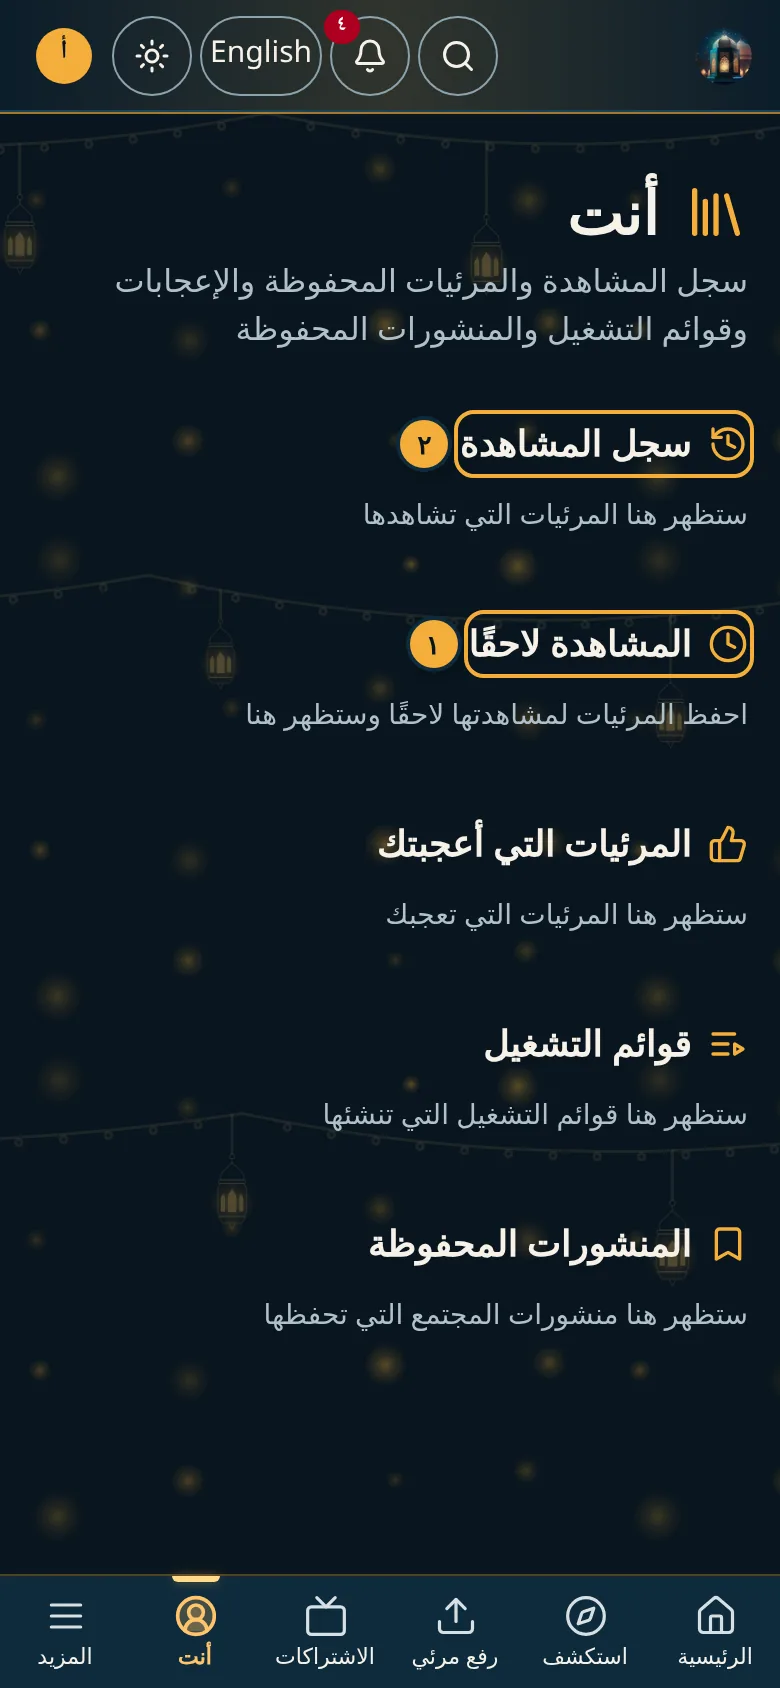 ٤
English
أ
أنت
سجل المشاهدة والمرئيات المحفوظة والإعجابات
وقوائم التشغيل والمنشورات المحفوظة
سجل المشاهدة
٢
ستظهر هنا المرئيات التي تشاهدها
المشاهدة لاحقًا
١
احفظ المرئيات لمشاهدتها لاحقًا وستظهر هنا
المرئيات التي أعجبتك
ستظهر هنا المرئيات التي تعجبك
قوائم التشغيل
ستظهر هنا قوائم التشغيل التي تنشئها
المنشورات المحفوظة
ستظهر هنا منشورات المجتمع التي تحفظها
الرئيسية
استكشف
رفع مرئي
الاشتراكات
أنت
المزيد